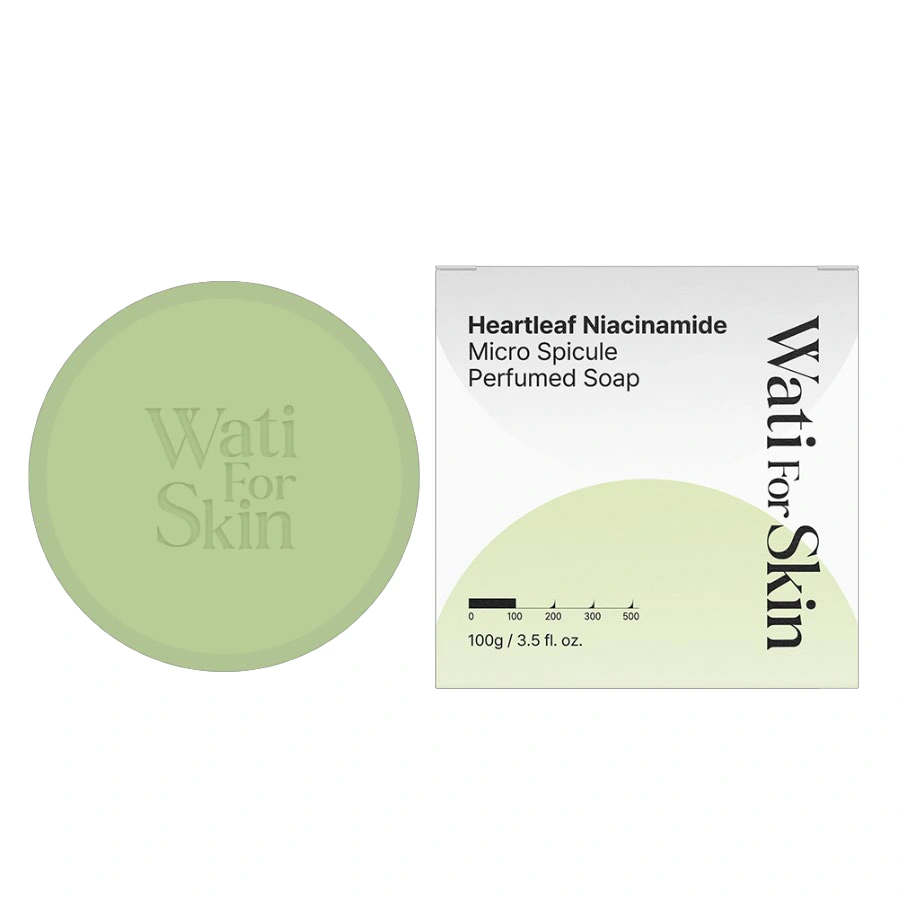 Wati
For
Skin
Heartleaf Niacinamide
Micro Spicule
Perfumed Soap
Wati For Skin
0 100 200 300 500
100g / 3.5 fl. oz.